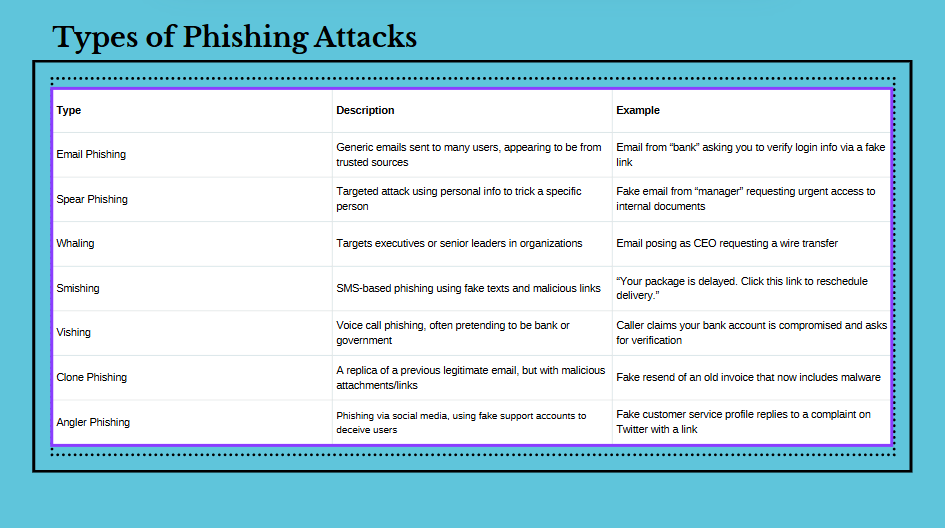 Types of Phishing Attacks
Type
Description
Example
Email Phishing
Generic emails sent to many users, appearing to be from
trusted sources
Email from “bank” asking you to verify login info via a fake
link
Spear Phishing
Targeted attack using personal info to trick a specific
person
Fake email from “manager” requesting urgent access to
internal documents
Whaling
Targets executives or senior leaders in organizations
Email posing as CEO requesting a wire transfer
Smishing
SMS-based phishing using fake texts and malicious links
“Your package is delayed. Click this link to reschedule
delivery.”
Vishing
Voice call phishing, often pretending to be bank or
government
Caller claims your bank account is compromised and asks
for verification
Clone Phishing
A replica of a previous legitimate email, but with malicious
attachments/links
Fake resend of an old invoice that now includes malware
Angler Phishing
Phishing via social media, using fake support accounts to
deceive users
Fake customer service profile replies to a complaint on
Twitter with a link